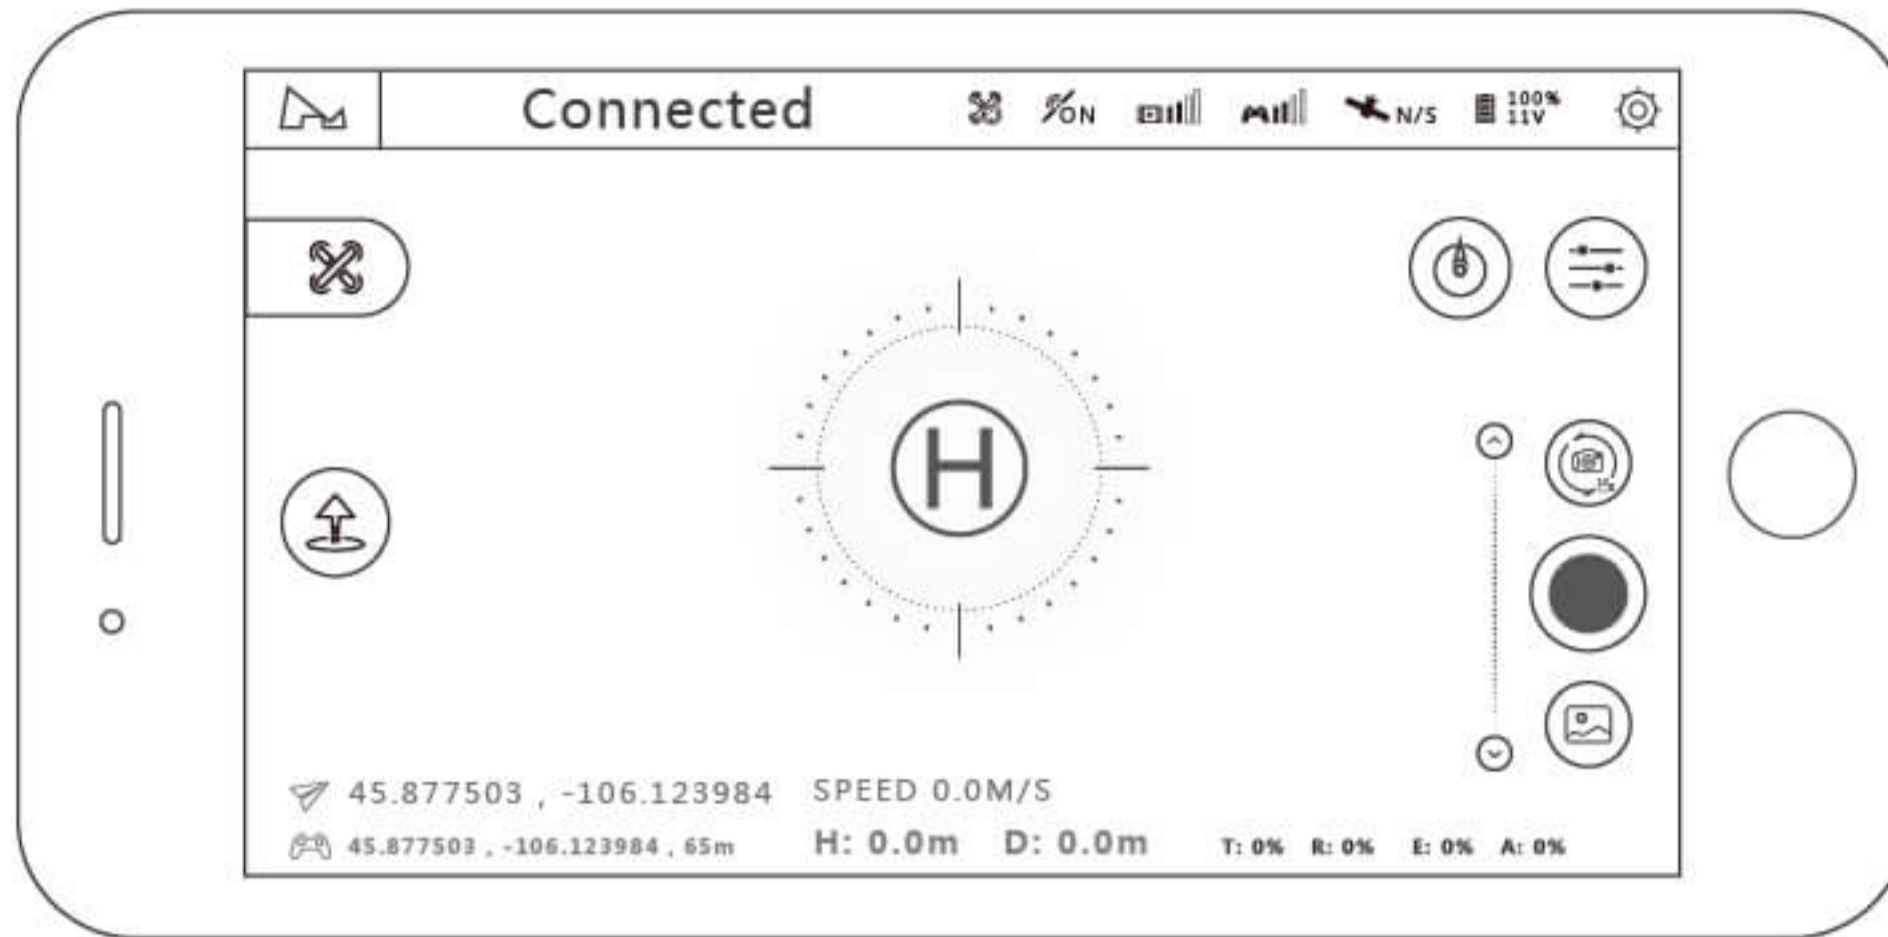 Connected
ON
N/S
100%
11V
H
45.877503 , -106.123984
SPEED 0.0M/S
45.877503 , -106.123984 , 65m
H: 0.0m D: 0.0m
T: 0% R: 0% E: 0% A: 0%